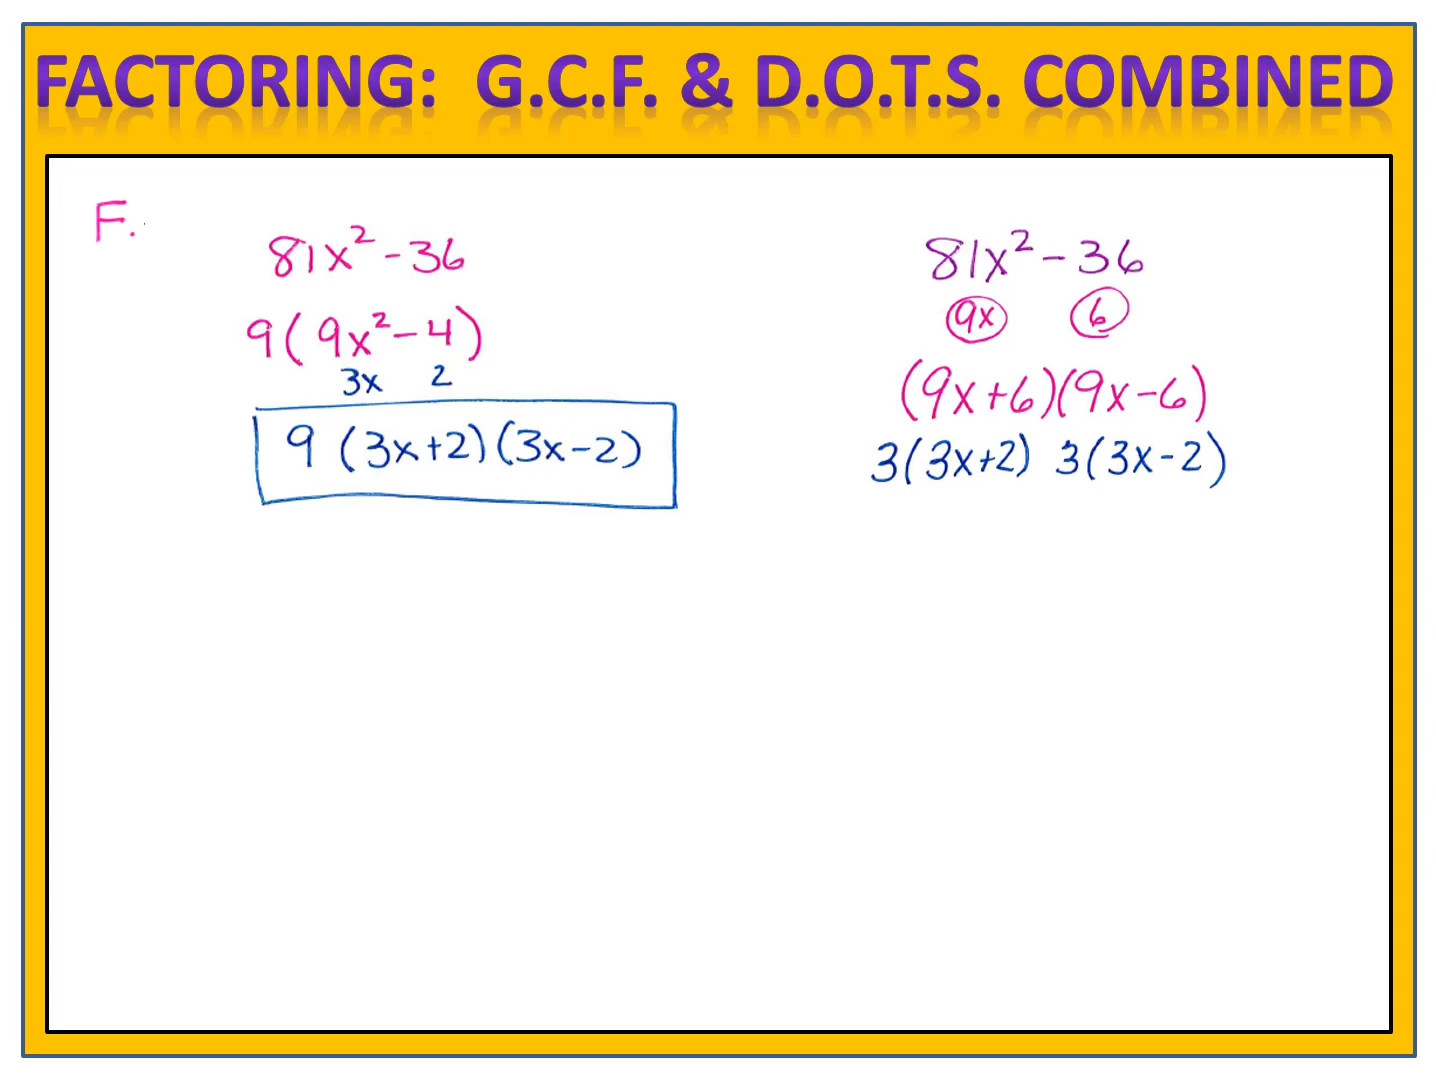 FACTORING: G.C.F. & D.O.T.S. COMBINED
F.
81x² - 36
9(9x² - 4)
3x 2
9 (3x+2)(3x-2)
81x² - 36
9x 6
(9x+6)(9x-6)
3(3x+2) 3(3x-2)